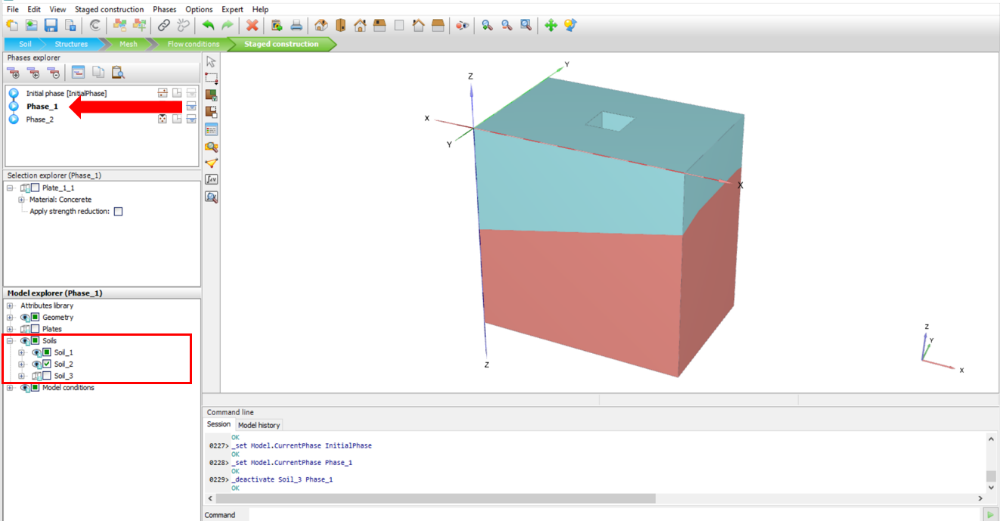 File Edit View Staged construction Phases Options Expert Help
Soil Structures Mesh Flow conditions Staged construction
Phases explorer
Initial phase [InitialPhase]
Phase_1
Phase_2
Selection explorer (Phase_1)
Plate_1_1
Material: Concerete
Apply strength reduction:
Model explorer (Phase_1)
Attributes library
Geometry
Plates
Soils
Soil_1
Soil_2
Soil_3
Model conditions
Z
Y
X
Y
X
Z
Z
Y
X
Command line
Session Model history
OK
0227> _set Model.CurrentPhase InitialPhase
OK
0228> _set Model.CurrentPhase Phase_1
OK
0229> _deactivate Soil_3 Phase_1
OK
Command